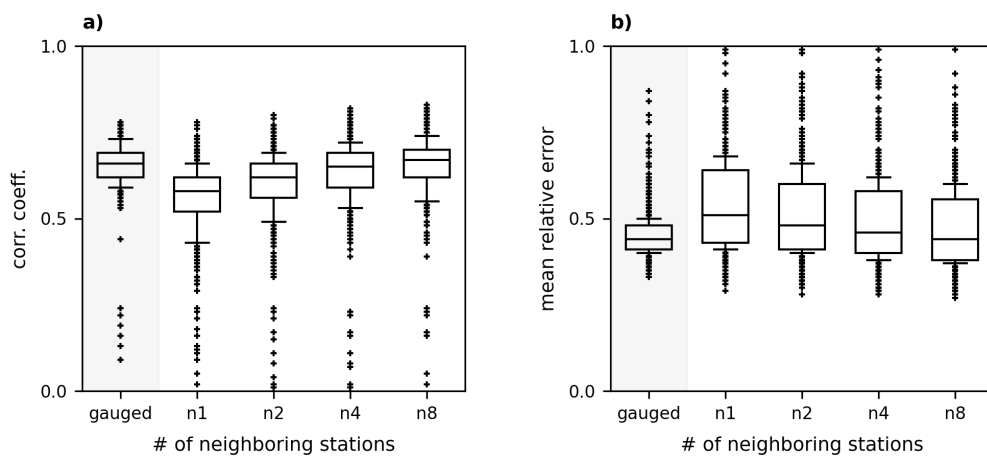 a)
1.0
0.5
0.0
corr. coeff.
gauged n1 n2 n4 n8
# of neighboring stations
b)
1.0
0.5
0.0
mean relative error
gauged n1 n2 n4 n8
# of neighboring stations